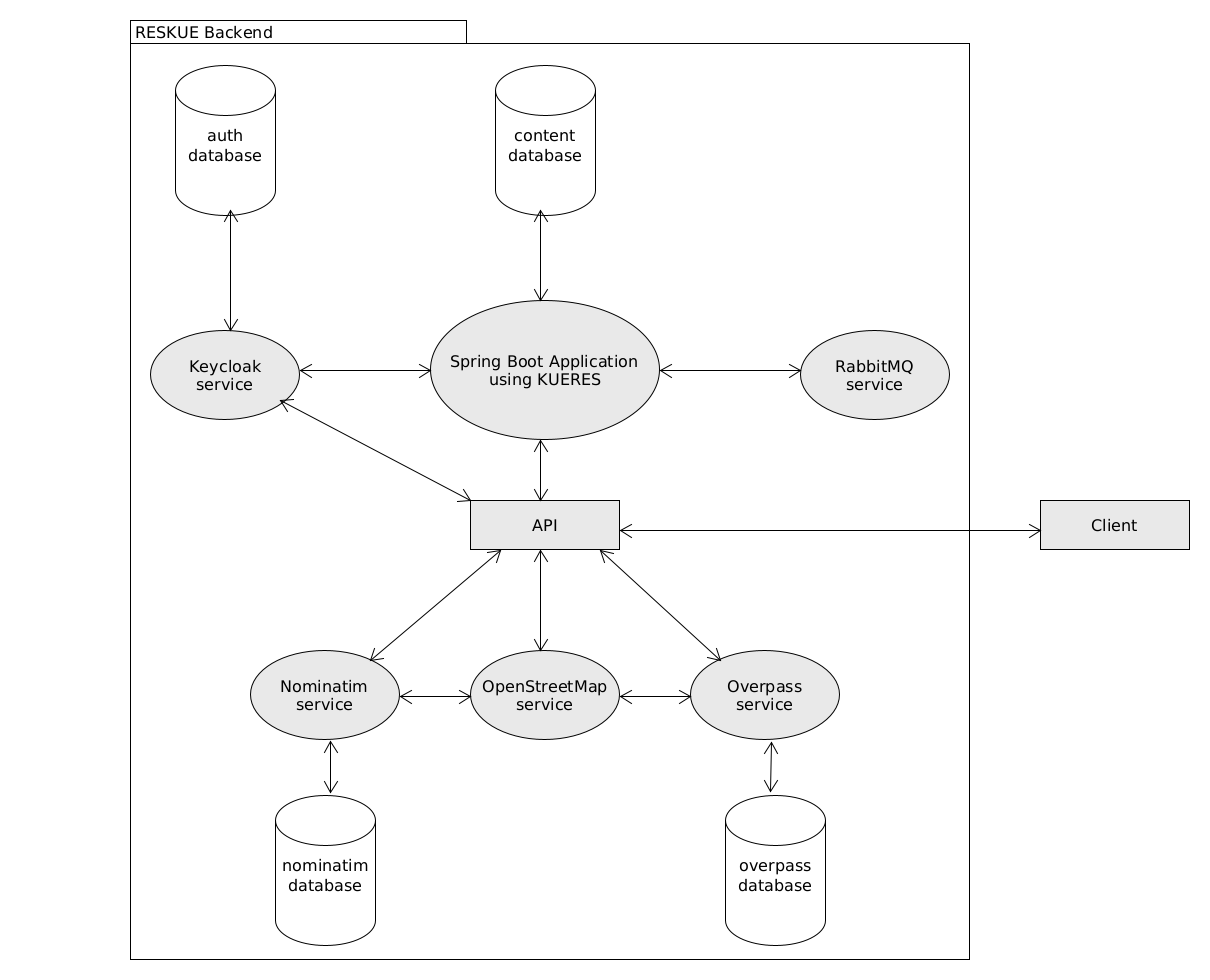 RESKUE Backend
auth
database
content
database
Keycloak
service
Spring Boot Application
using KUERES
RabbitMQ
service
API
Client
Nominatim
service
OpenStreetMap
service
Overpass
service
nominatim
database
overpass
database